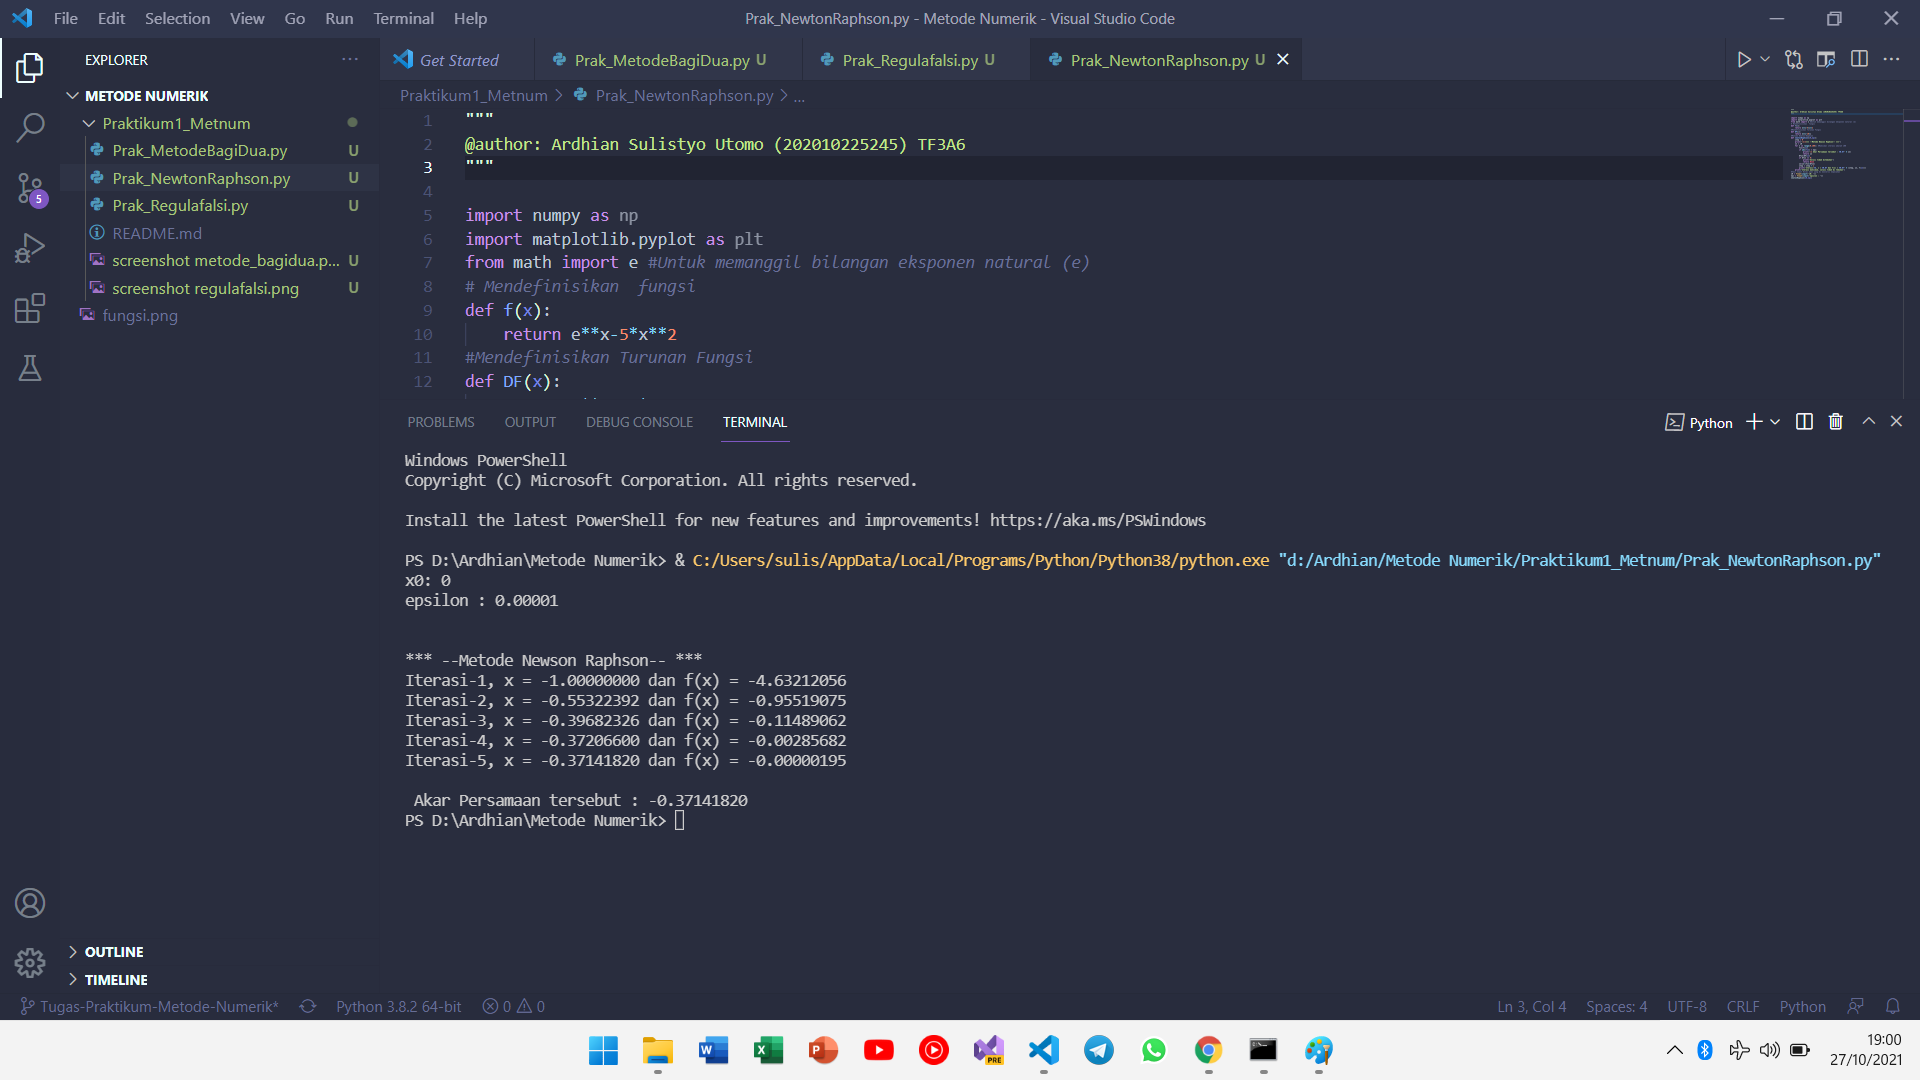 File Edit Selection View Go Run Terminal Help
Prak_NewtonRaphson.py - Metode Numerik - Visual Studio Code
EXPLORER
METODE NUMERIK
Praktikum1_Metnum
Prak_MetodeBagiDua.py U
Prak_NewtonRaphson.py U
Prak_Regulafalsi.py U
README.md
screenshot metode_bagidua.p... U
screenshot regulafalsi.png U
fungsi.png
5
OUTLINE
TIMELINE
Get Started
Prak_MetodeBagiDua.py U
Prak_Regulafalsi.py U
Prak_NewtonRaphson.py U
Praktikum1_Metnum > Prak_NewtonRaphson.py > ...
1 """
2 @author: Ardhian Sulistyo Utomo (202010225245) TF3A6
3 """
4
5 import numpy as np
6 import matplotlib.pyplot as plt
7 from math import e #Untuk memanggil bilangan eksponen natural (e)
8 # Mendefinisikan  fungsi
9 def f(x):
10     return e**x-5*x**2
11 #Mendefinisikan Turunan Fungsi
12 def DF(x):
PROBLEMS OUTPUT DEBUG CONSOLE TERMINAL
Python
Windows PowerShell
Copyright (C) Microsoft Corporation. All rights reserved.
Install the latest PowerShell for new features and improvements! https://aka.ms/PSWindows
PS D:\Ardhian\Metode Numerik> & C:/Users/sulis/AppData/Local/Programs/Python/Python38/python.exe "d:/Ardhian/Metode Numerik/Praktikum1_Metnum/Prak_NewtonRaphson.py"
x0: 0
epsilon : 0.00001
*** --Metode Newson Raphson-- ***
Iterasi-1, x = -1.00000000 dan f(x) = -4.63212056
Iterasi-2, x = -0.55322392 dan f(x) = -0.95519075
Iterasi-3, x = -0.39682326 dan f(x) = -0.11489062
Iterasi-4, x = -0.37206600 dan f(x) = -0.00285682
Iterasi-5, x = -0.37141820 dan f(x) = -0.00000195
Akar Persamaan tersebut : -0.37141820
PS D:\Ardhian\Metode Numerik>
Tugas-Praktikum-Metode-Numerik* Python 3.8.2 64-bit 0 0
Ln 3, Col 4 Spaces: 4 UTF-8 CRLF Python
W X P PRE
19:00
27/10/2021